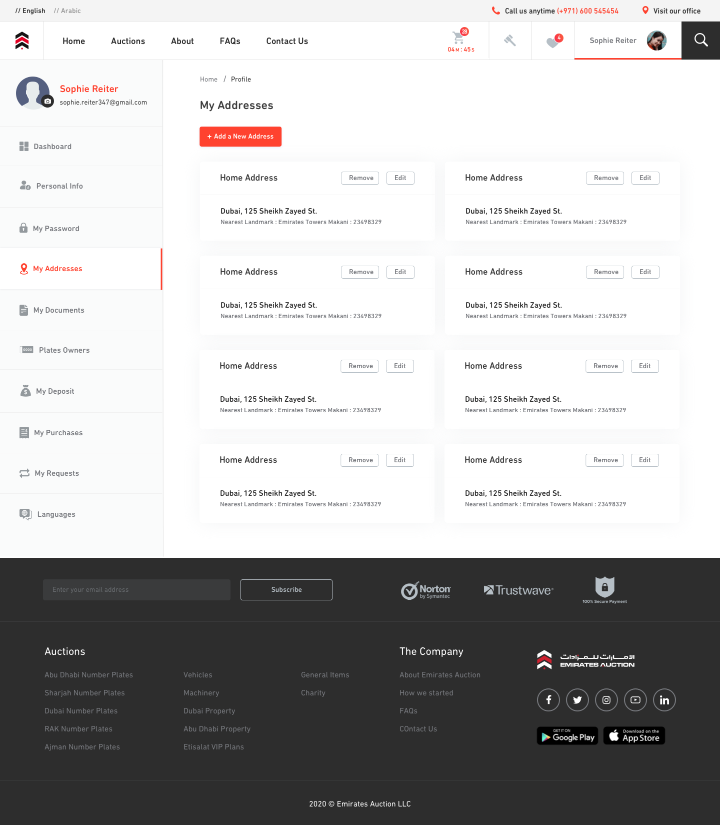 // English // Arabic
Call us anytime (+971) 600 545454
Visit our office
Home Auctions About FAQs Contact Us
25
04M : 45S
4
Sophie Reiter
Sophie Reiter
sophie.reiter347@gmail.com
Dashboard
Personal Info
My Password
My Addresses
My Documents
Plates Owners
My Deposit
My Purchases
My Requests
Languages
Home / Profile
My Addresses
+ Add a New Address
Home Address Remove Edit
Dubai, 125 Sheikh Zayed St.
Nearest Landmark : Emirates Towers Makani : 23498329
Home Address Remove Edit
Dubai, 125 Sheikh Zayed St.
Nearest Landmark : Emirates Towers Makani : 23498329
Home Address Remove Edit
Dubai, 125 Sheikh Zayed St.
Nearest Landmark : Emirates Towers Makani : 23498329
Home Address Remove Edit
Dubai, 125 Sheikh Zayed St.
Nearest Landmark : Emirates Towers Makani : 23498329
Home Address Remove Edit
Dubai, 125 Sheikh Zayed St.
Nearest Landmark : Emirates Towers Makani : 23498329
Home Address Remove Edit
Dubai, 125 Sheikh Zayed St.
Nearest Landmark : Emirates Towers Makani : 23498329
Home Address Remove Edit
Dubai, 125 Sheikh Zayed St.
Nearest Landmark : Emirates Towers Makani : 23498329
Home Address Remove Edit
Dubai, 125 Sheikh Zayed St.
Nearest Landmark : Emirates Towers Makani : 23498329
Enter your email address
Subscribe
Norton
by Symantec
Trustwave
100% Secure Payment
Auctions
Abu Dhabi Number Plates
Sharjah Number Plates
Dubai Number Plates
RAK Number Plates
Ajman Number Plates
Vehicles
Machinery
Dubai Property
Abu Dhabi Property
Etisalat VIP Plans
General Items
Charity
The Company
About Emirates Auction
How we started
FAQs
COntact Us
الإمارات للمزادات
EMIRATES AUCTION
GET IT ON
Google Play
Download on the
App Store
2020 © Emirates Auction LLC